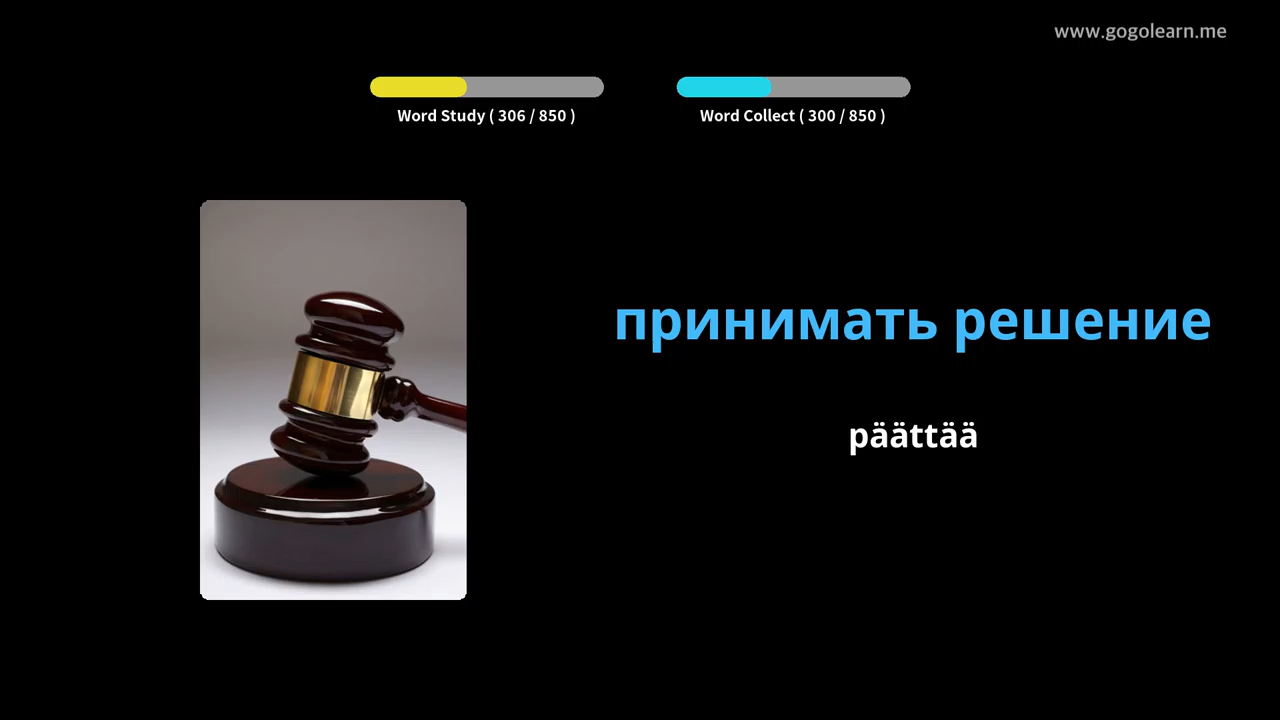 www.gogolearn.me
Word Study ( 306 / 850 )
Word Collect ( 300 / 850 )
принимать решение
päättää